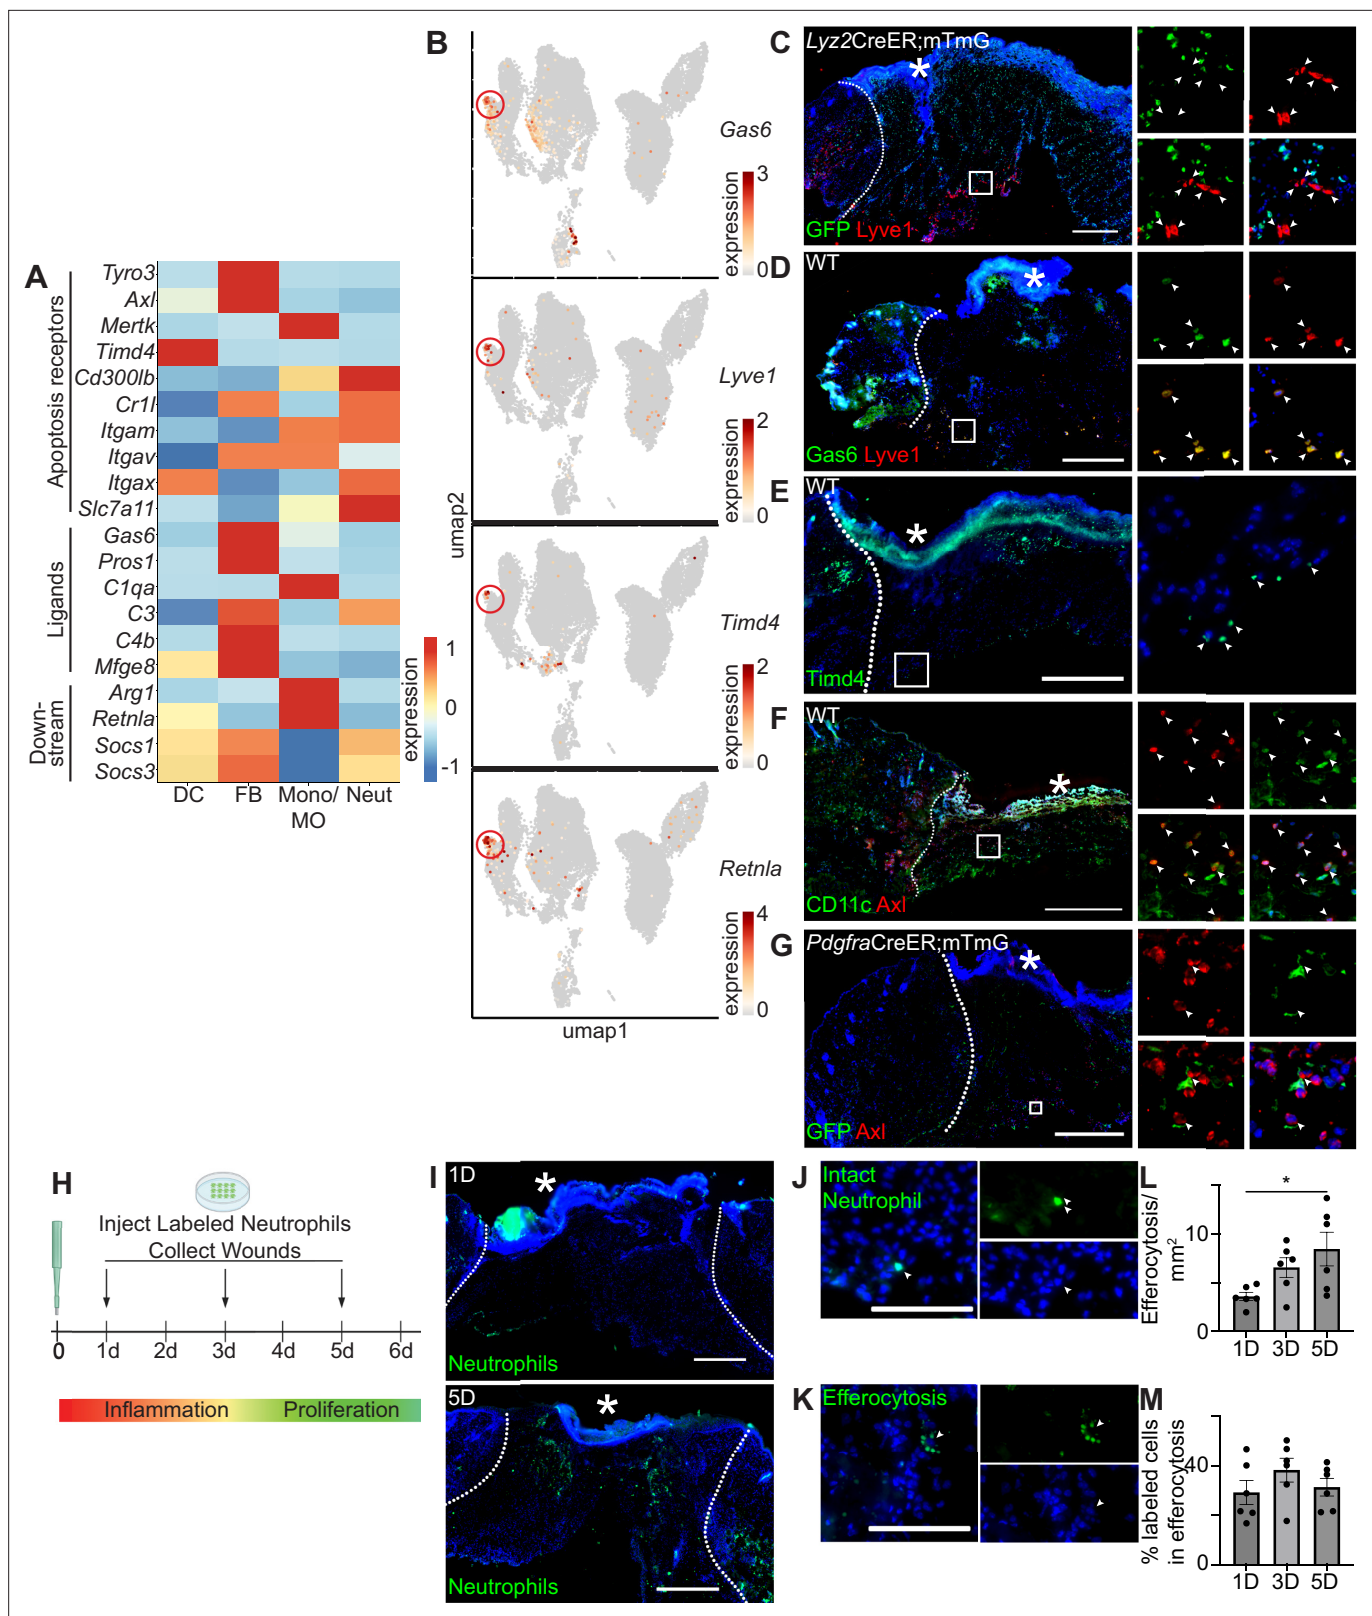 A
Apoptosis receptors
Tyro3
Axl
Mertk
Timd4
Cd300lb
Cr1l
Itgam
Itgav
Itgax
Slc7a11
Ligands
Gas6
Pros1
C1qa
C3
C4b
Mfge8
Down-
stream
Arg1
Retnla
Socs1
Socs3
DC FB Mono/ Neut
MO
1
0
-1
expression
B
Gas6
3
0
expression
Lyve1
2
0
expression
Timd4
2
0
expression
Retnla
4
0
expression
umap2
umap1
C
Lyz2CreER;mTmG
*
GFP Lyve1
D
WT
*
Gas6 Lyve1
E
WT
*
Timd4
F
WT
*
CD11c Axl
G
PdgfraCreER;mTmG
*
GFP Axl
H
Inject Labeled Neutrophils
Collect Wounds
0 1d 2d 3d 4d 5d 6d
Inflammation Proliferation
I
1D
*
Neutrophils
5D
*
Neutrophils
J
Intact
Neutrophil
K
Efferocytosis
L
Efferocytosis/
mm2
*
10
0
1D 3D 5D
M
% labeled cells
in efferocytosis
40
0
1D 3D 5D